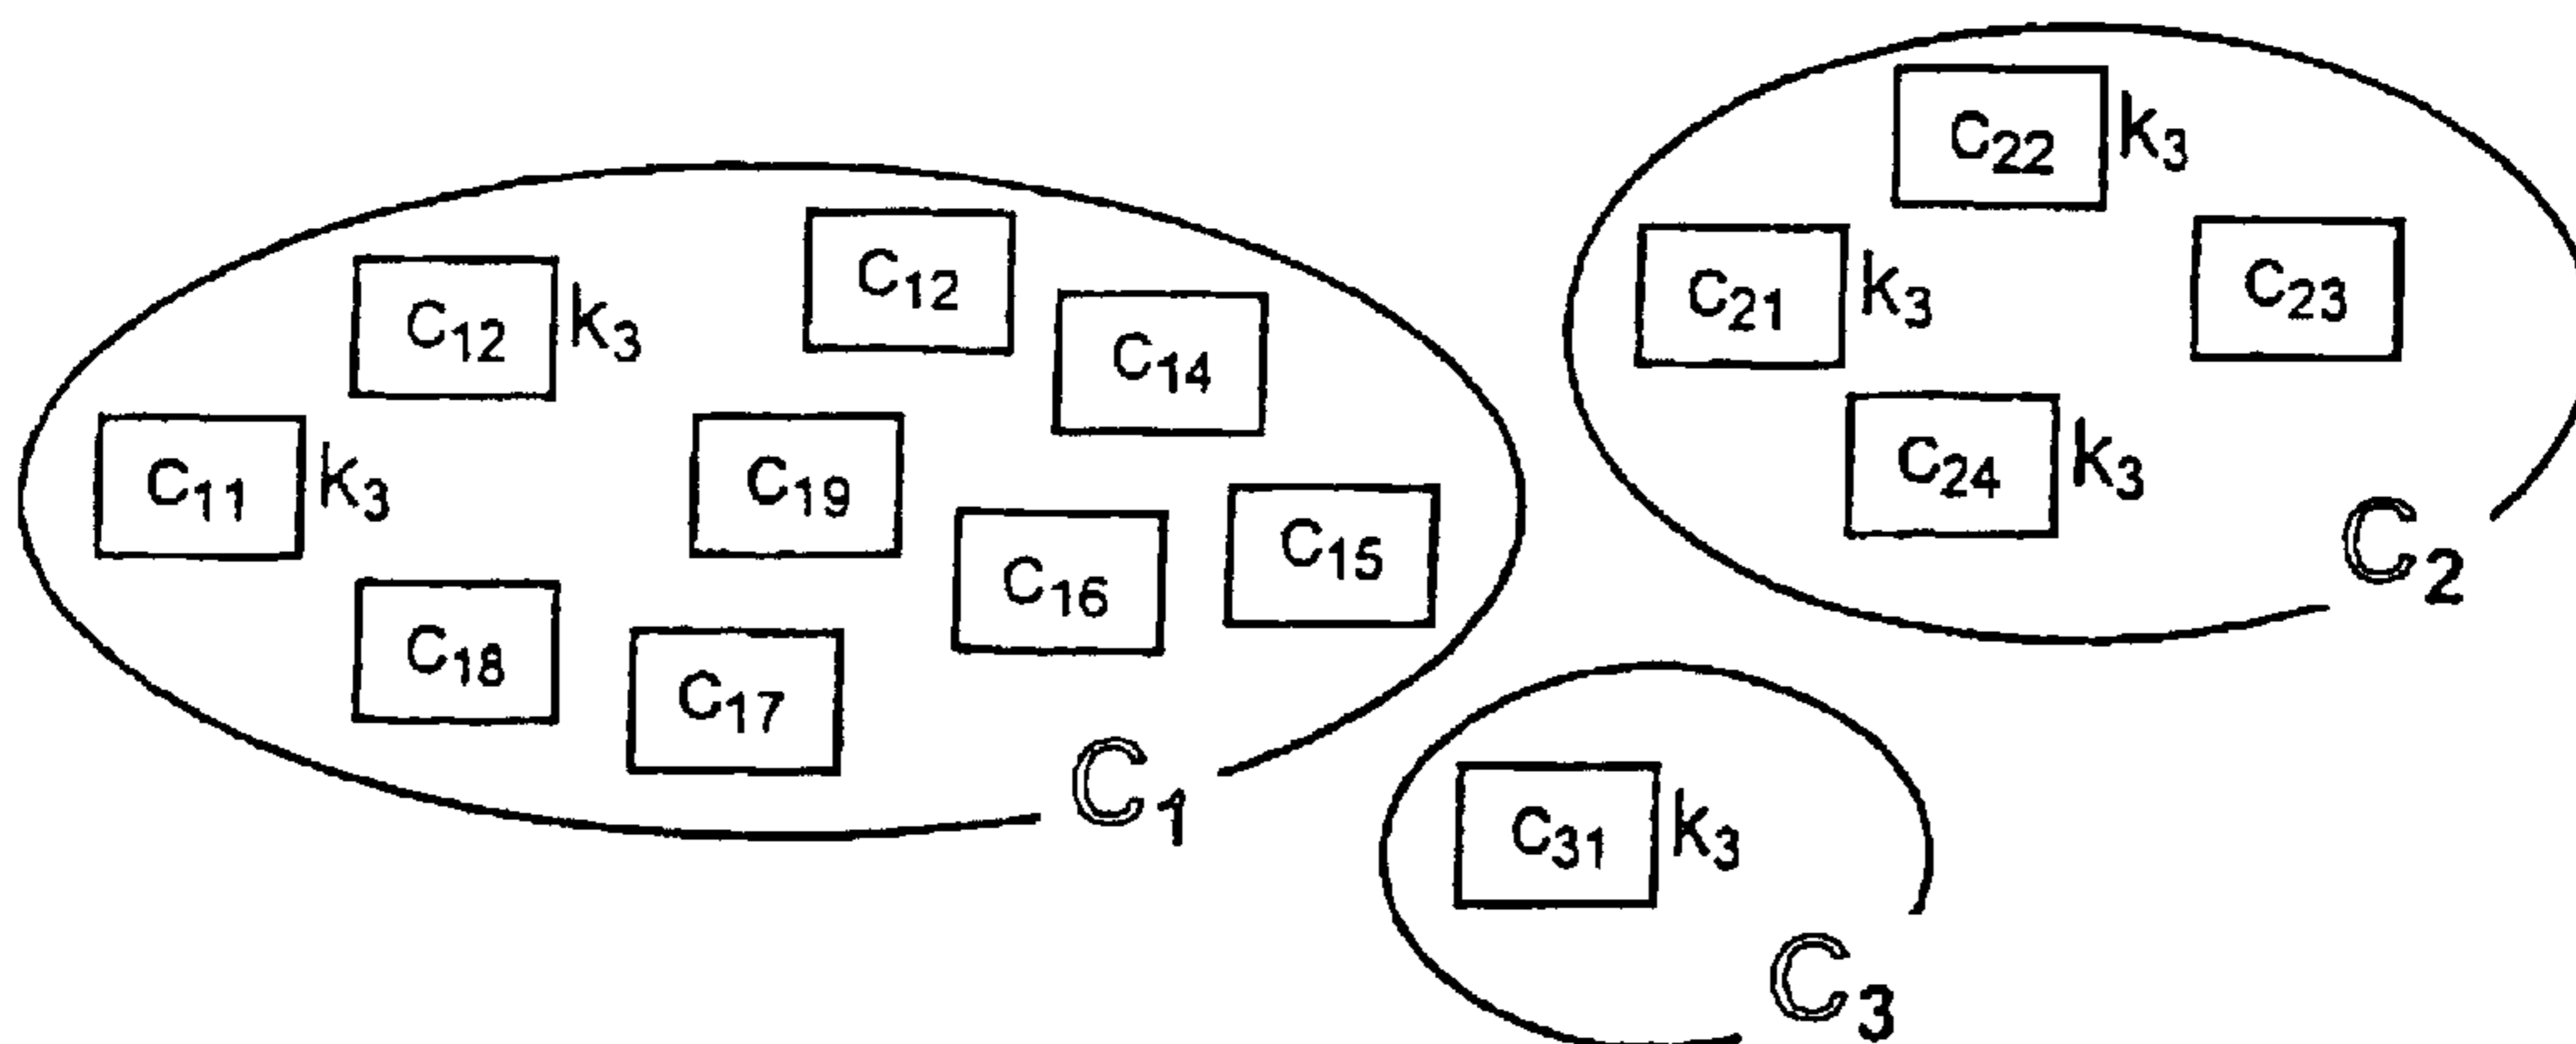 C₁₂ k₃
C₁₂
C₁₄
C₁₁ k₃
C₁₉
C₁₆
C₁₅
C₁₈
C₁₇
ℂ₁
C₂₂ k₃
C₂₁ k₃
C₂₃
C₂₄ k₃
ℂ₂
C₃₁ k₃
ℂ₃